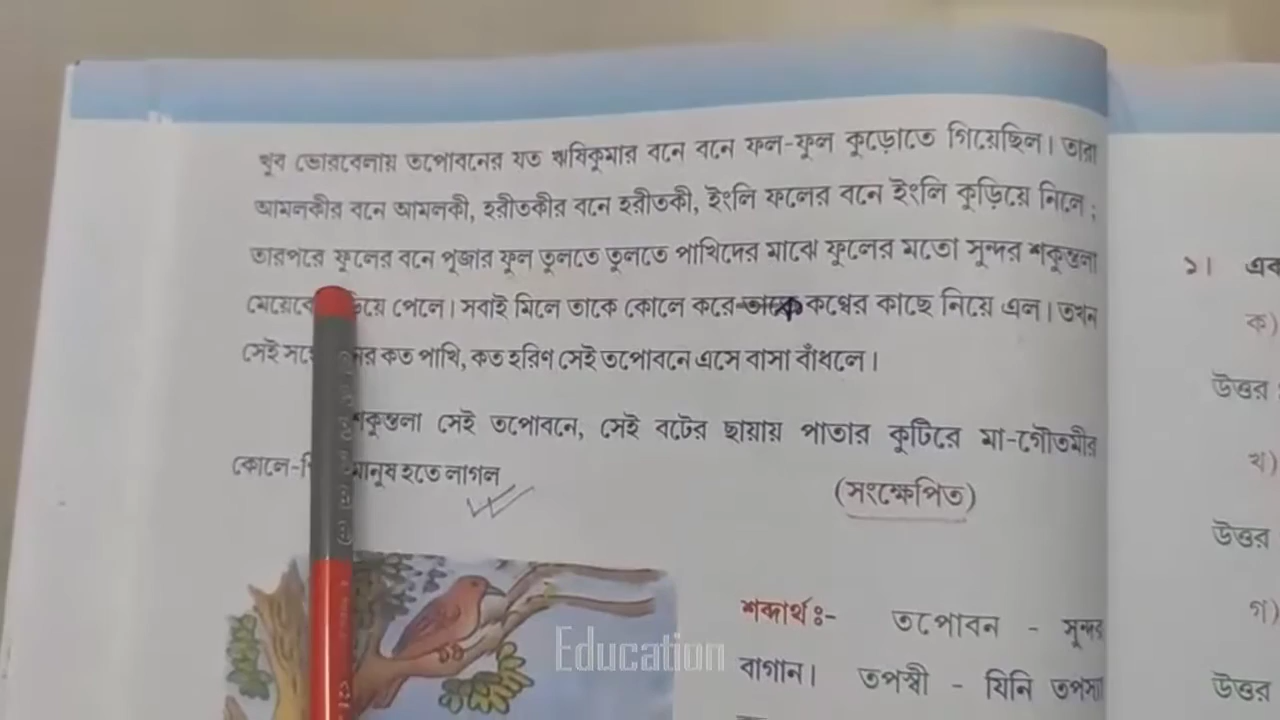 খুব ভোরবেলায় তপোবনের যত ঋষিকুমার বনে বনে ফল-ফুল কুড়োতে গিয়েছিল। তারা
আমলকীর বনে আমলকী, হরীতকীর বনে হরীতকী, ইংলি ফলের বনে ইংলি কুড়িয়ে নিলে;
তারপরে ফুলের বনে পূজার ফুল তুলতে তুলতে পাখিদের মাঝে ফুলের মতো সুন্দর শকুন্তলা
পেলে। সবাই মিলে তাকে কোলে করে কণ্বের কাছে নিয়ে এল। তখন
সেই কত পাখি, কত হরিণ সেই তপোবনে এসে বাসা বাঁধলে।
শকুন্তলা সেই তপোবনে, সেই বটের ছায়ায় পাতার কুটিরে মা-গৌতমীর
মানুষ হতে লাগল
(সংক্ষেপিত)
শব্দার্থঃ- তপোবন - সুন্দর
বাগান। তপস্বী - যিনি তপস্যা
Education
১। এক
ক)
উত্তর :
খ)
উত্তর
গ)
উত্তর